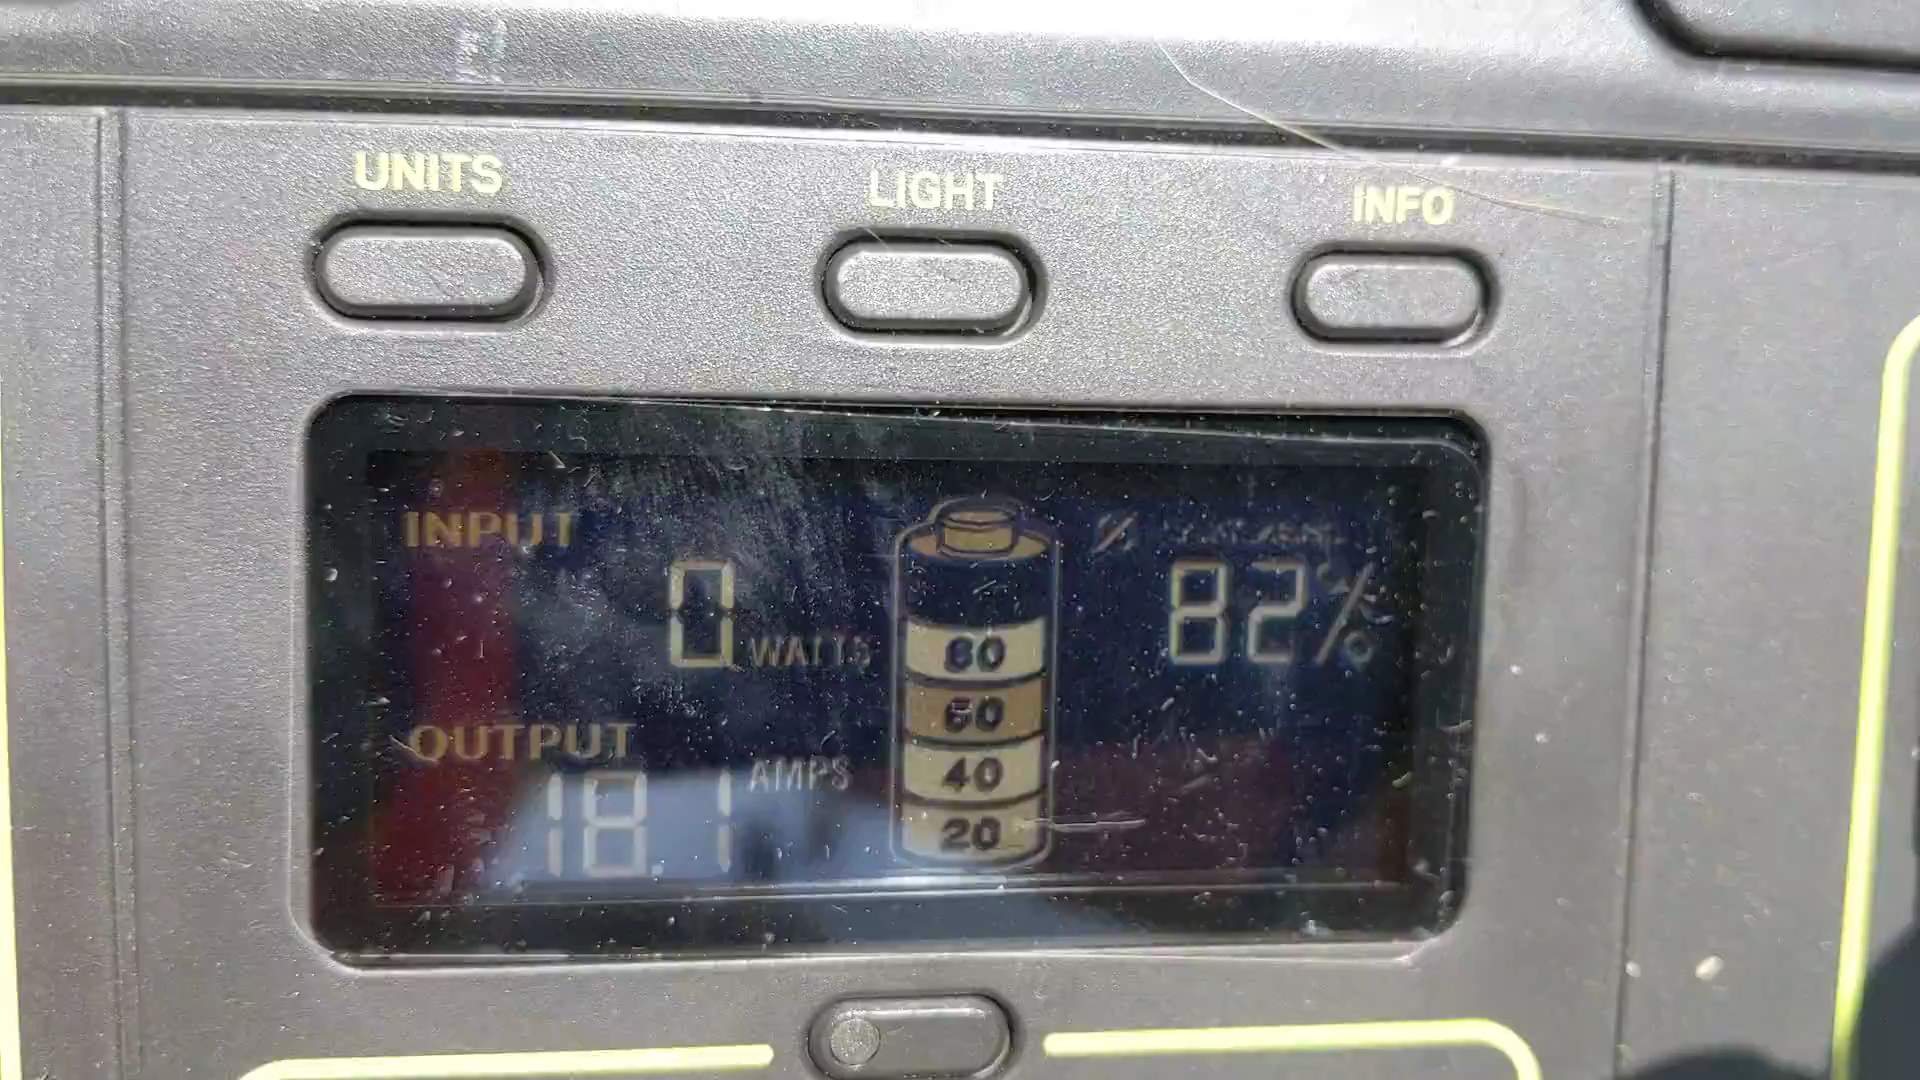 UNITS LIGHT INFO
INPUT
0 WATTS
82%
80
60
40
20
OUTPUT
18.1 AMPS